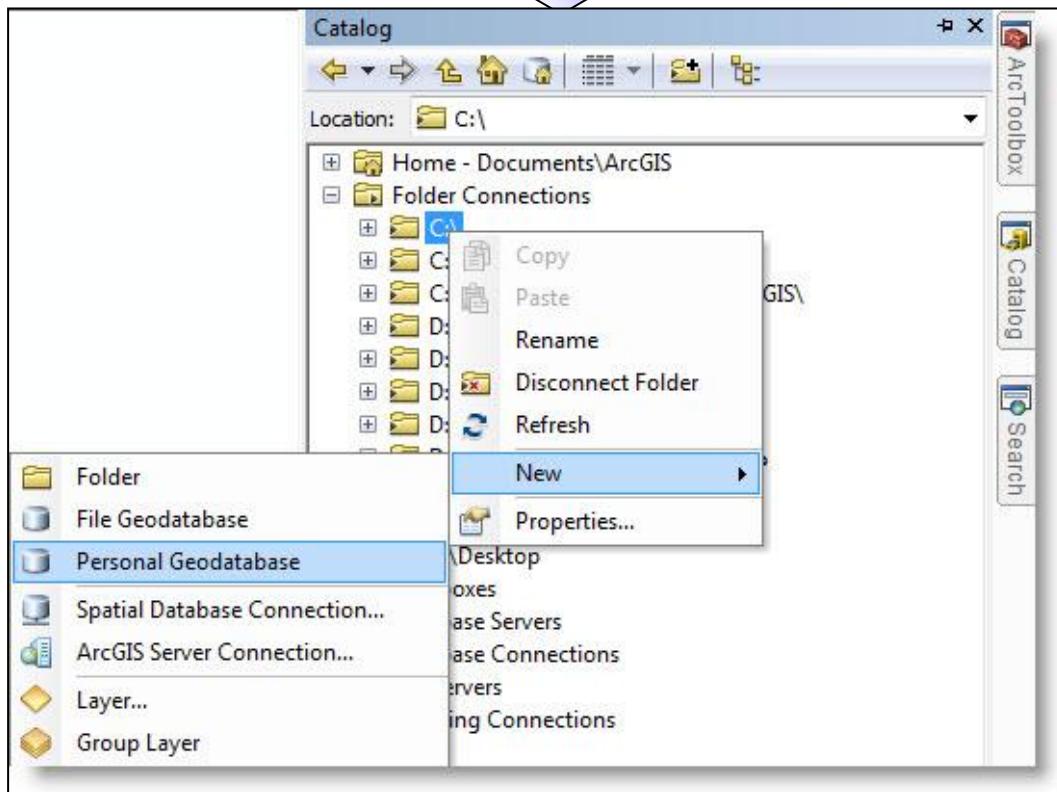 Catalog
Location: C:\
Home - Documents\ArcGIS
Folder Connections
C:\
C:
C:
GIS\
D:
D:
D:
D:
Copy
Paste
Rename
Disconnect Folder
Refresh
New
Properties...
Folder
File Geodatabase
Personal Geodatabase
Spatial Database Connection...
ArcGIS Server Connection...
Layer...
Group Layer
\Desktop
oxes
ase Servers
ase Connections
ervers
ing Connections
ArcToolbox
Catalog
Search